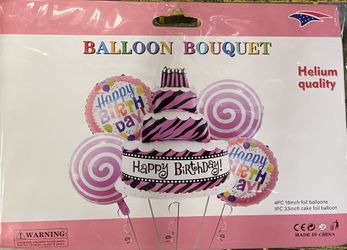 BALLOON BOUQUET
Helium
quality
Happy
BIRTH
DAY!
Happy Birthday!
Happy
BIRTH
DAY!
4PC 18inch foil balloons
1PC 33inch cake foil balloon
WARNING:
CE
MADE IN CHINA